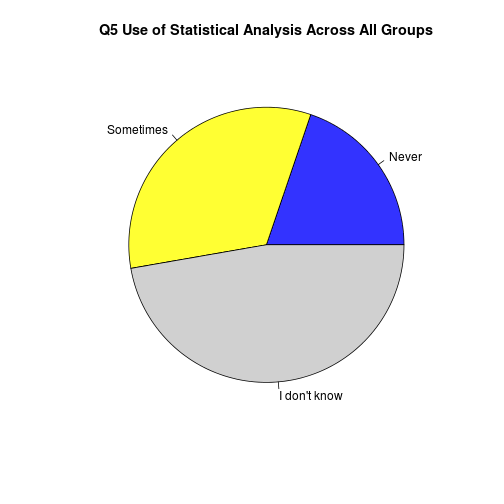 Q5 Use of Statistical Analysis Across All Groups
Sometimes
Never
I don't know